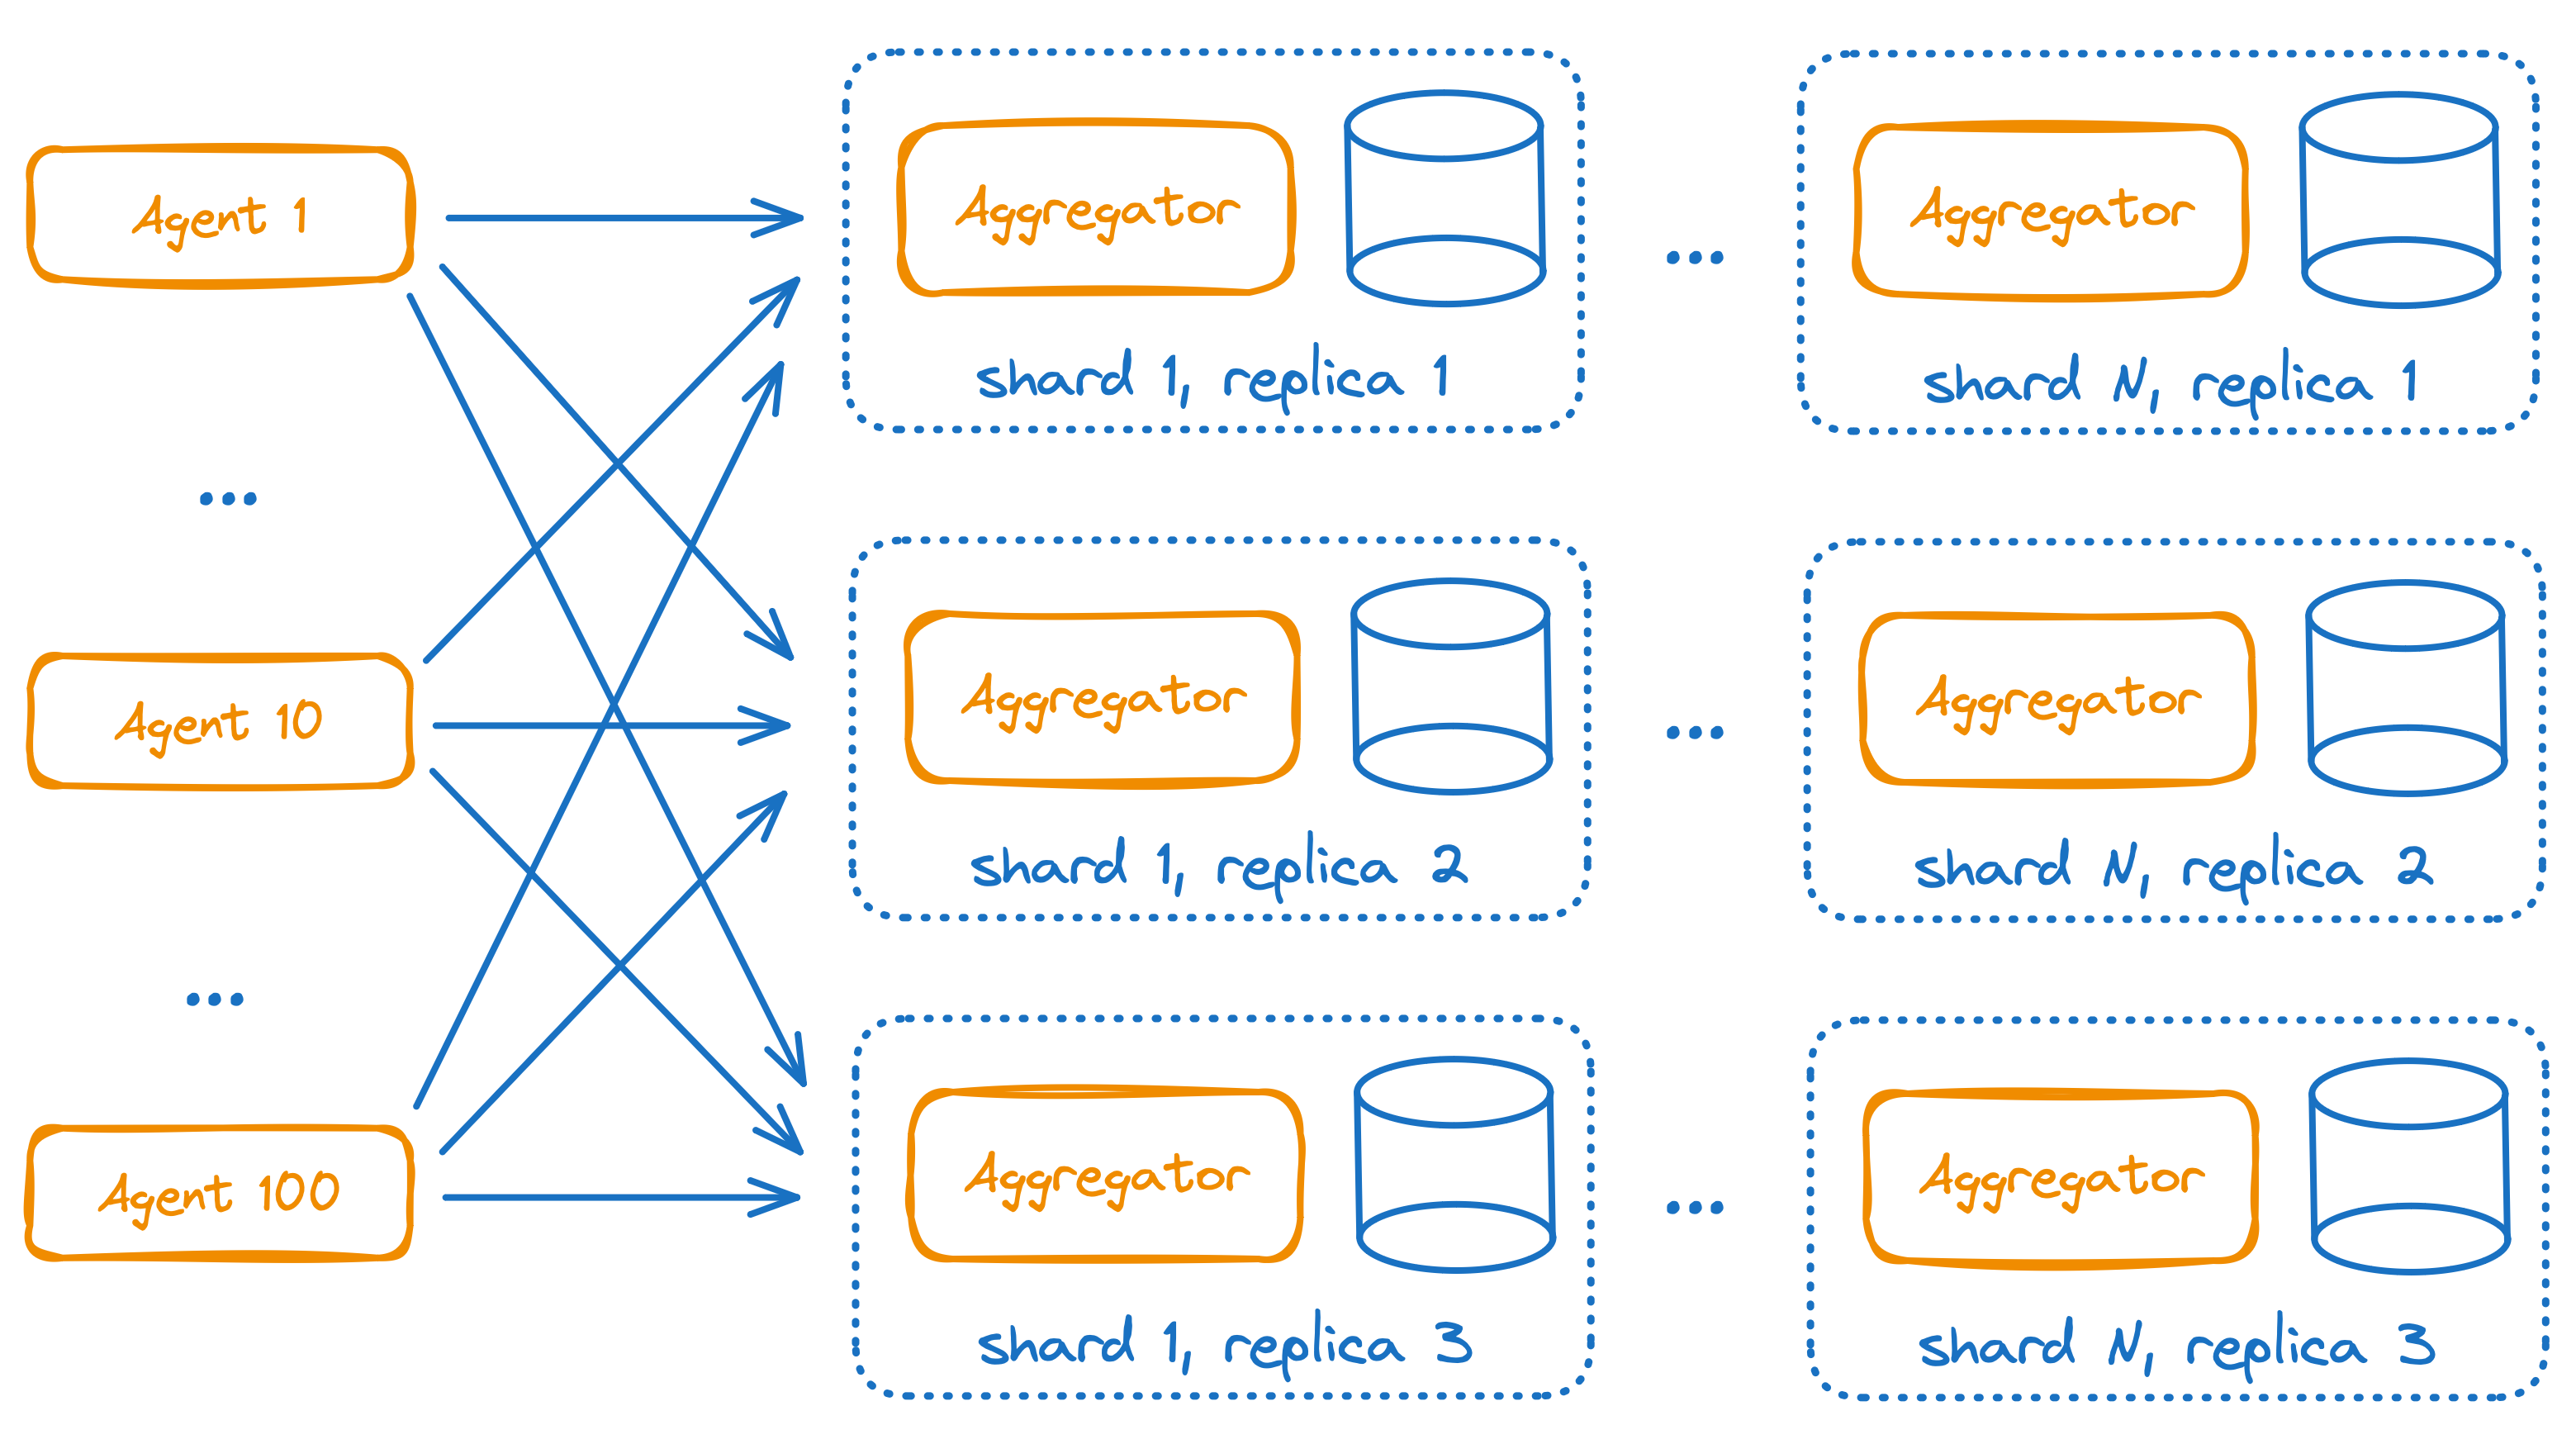 Agent 1
...
Agent 10
...
Agent 100
Aggregator
shard 1, replica 1
...
Aggregator
shard N, replica 1
Aggregator
shard 1, replica 2
...
Aggregator
shard N, replica 2
Aggregator
shard 1, replica 3
...
Aggregator
shard N, replica 3